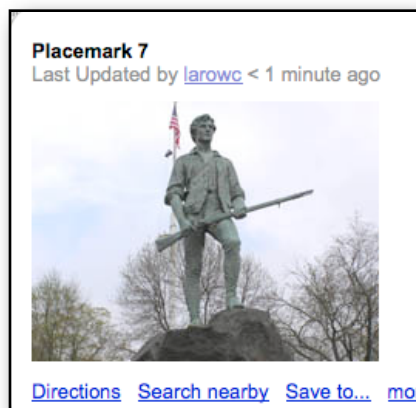 Placemark 7
Last Updated by larowc < 1 minute ago
Directions Search nearby Save to...